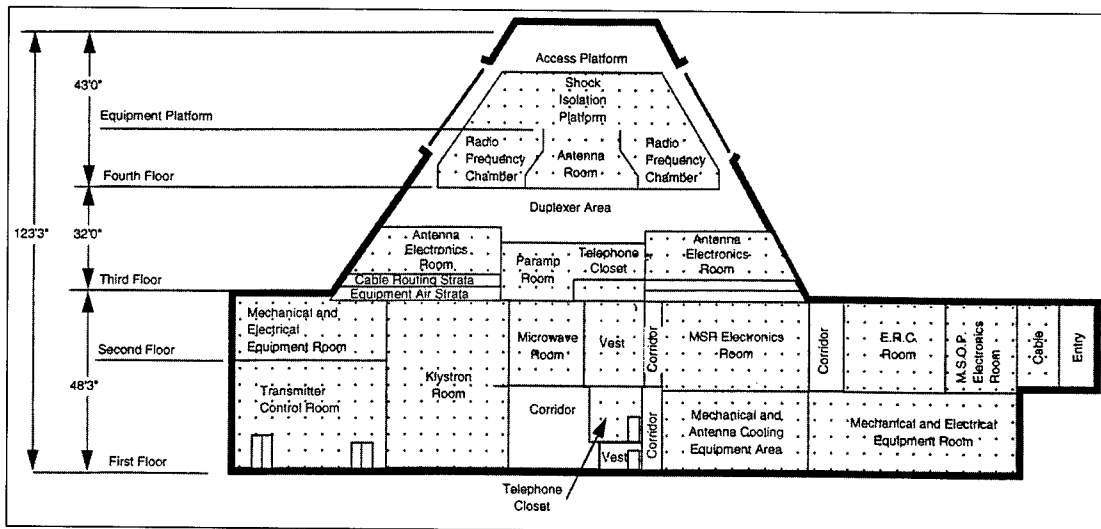 Access Platform
43'0"
Shock
Isolation
Platform
Equipment Platform
Radio
Frequency
Chamber
Antenna
Room
Radio
Frequency
Chamber
Fourth Floor
Duplexer Area
123'3"
32'0"
Antenna
Electronics
Room
Paramp
Room
Telephone
Closet
Antenna
Electronics
Room
Third Floor
Cable Routing Strata
Equipment Air Strata
Mechanical and
Electrical
Equipment Room
Microwave
Room
Vest
Corridor
MSR Electronics
Room
Corridor
E.R.C.
Room
M.S.O.P.
Electronics
Room
Cable
Entry
Second Floor
48'3"
Transmitter
Control Room
Klystron
Room
Corridor
Corridor
Mechanical and
Antenna Cooling
Equipment Area
Mechanical and Electrical
Equipment Room
Vest
First Floor
Telephone
Closet